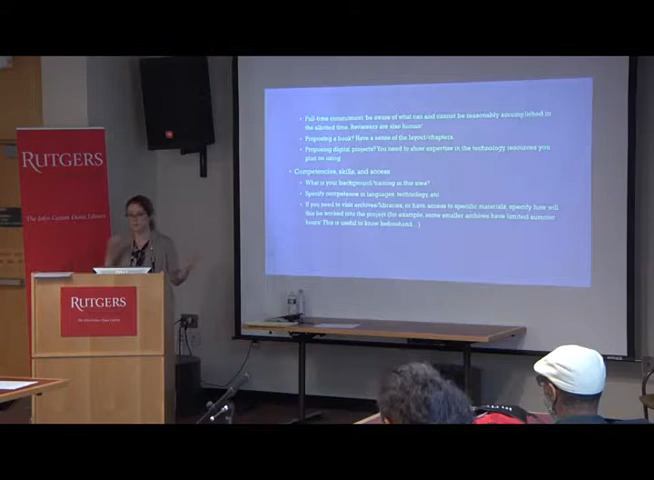 RUTGERS
The John Cotton Dana Library
RUTGERS
The John Cotton Dana Library
• Full-time commitment: be aware of what can and cannot be reasonably accomplished in
the allotted time. Reviewers are also human!
• Proposing a book? Have a sense of the layout/chapters.
• Proposing digital projects? You need to show expertise in the technology resources you
plan on using
• Competencies, skills, and access
• What is your background/training in this area?
• Specify competence in languages, technology, etc
• If you need to visit archives/libraries, or have access to specific materials, specify how will
this be worked into the project (for example, some smaller archives have limited summer
hours! This is useful to know beforehand...)